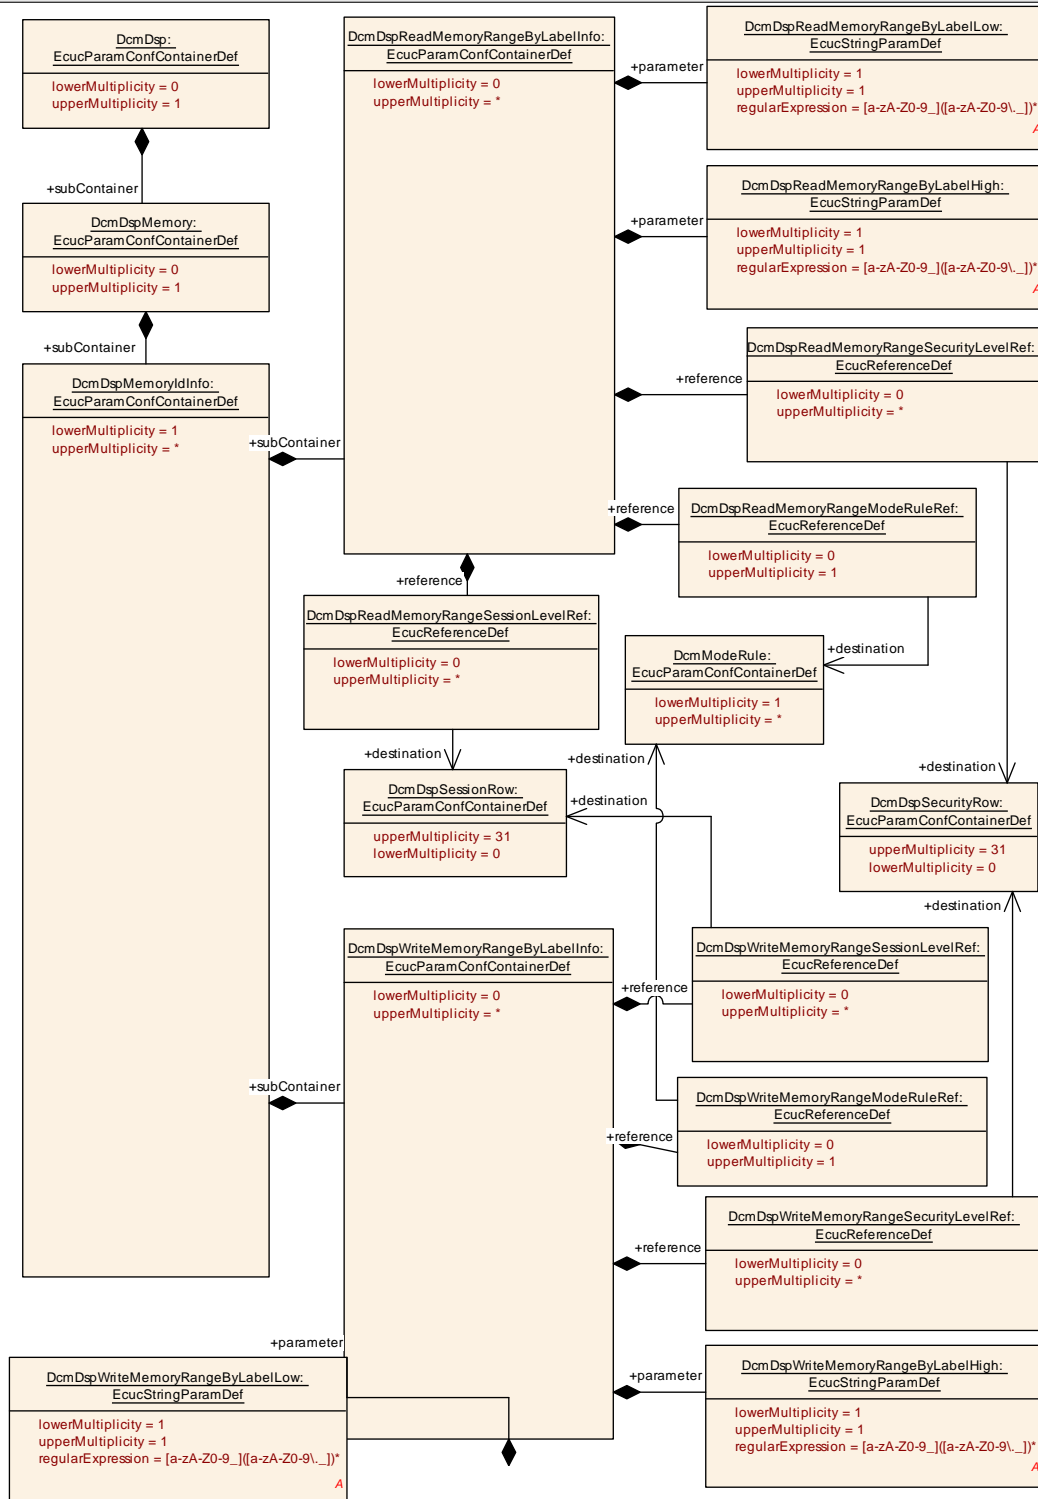 DcmDsp:
EcucParamConfContainerDef
lowerMultiplicity = 0
upperMultiplicity = 1
+subContainer
DcmDspMemory:
EcucParamConfContainerDef
lowerMultiplicity = 0
upperMultiplicity = 1
+subContainer
DcmDspMemoryIdInfo:
EcucParamConfContainerDef
lowerMultiplicity = 1
upperMultiplicity = *
+subContainer
DcmDspReadMemoryRangeByLabelInfo:
EcucParamConfContainerDef
lowerMultiplicity = 0
upperMultiplicity = *
+parameter
DcmDspReadMemoryRangeByLabelLow:
EcucStringParamDef
lowerMultiplicity = 1
upperMultiplicity = 1
regularExpression = [a-zA-Z0-9_]([a-zA-Z0-9\._])*
A
+parameter
DcmDspReadMemoryRangeByLabelHigh:
EcucStringParamDef
lowerMultiplicity = 1
upperMultiplicity = 1
regularExpression = [a-zA-Z0-9_]([a-zA-Z0-9\._])*
A
+reference
DcmDspReadMemoryRangeSecurityLevelRef:
EcucReferenceDef
lowerMultiplicity = 0
upperMultiplicity = *
+reference
DcmDspReadMemoryRangeModeRuleRef:
EcucReferenceDef
lowerMultiplicity = 0
upperMultiplicity = 1
+reference
DcmDspReadMemoryRangeSessionLevelRef:
EcucReferenceDef
lowerMultiplicity = 0
upperMultiplicity = *
+destination
DcmModeRule:
EcucParamConfContainerDef
lowerMultiplicity = 1
upperMultiplicity = *
+destination
+destination
+destination
DcmDspSessionRow:
EcucParamConfContainerDef
upperMultiplicity = 31
lowerMultiplicity = 0
+destination
DcmDspSecurityRow:
EcucParamConfContainerDef
upperMultiplicity = 31
lowerMultiplicity = 0
+destination
DcmDspWriteMemoryRangeByLabelInfo:
EcucParamConfContainerDef
lowerMultiplicity = 0
upperMultiplicity = *
+reference
DcmDspWriteMemoryRangeSessionLevelRef:
EcucReferenceDef
lowerMultiplicity = 0
upperMultiplicity = *
+subContainer
+reference
DcmDspWriteMemoryRangeModeRuleRef:
EcucReferenceDef
lowerMultiplicity = 0
upperMultiplicity = 1
+reference
DcmDspWriteMemoryRangeSecurityLevelRef:
EcucReferenceDef
lowerMultiplicity = 0
upperMultiplicity = *
+parameter
DcmDspWriteMemoryRangeByLabelLow:
EcucStringParamDef
lowerMultiplicity = 1
upperMultiplicity = 1
regularExpression = [a-zA-Z0-9_]([a-zA-Z0-9\._])*
A
+parameter
DcmDspWriteMemoryRangeByLabelHigh:
EcucStringParamDef
lowerMultiplicity = 1
upperMultiplicity = 1
regularExpression = [a-zA-Z0-9_]([a-zA-Z0-9\._])*
A